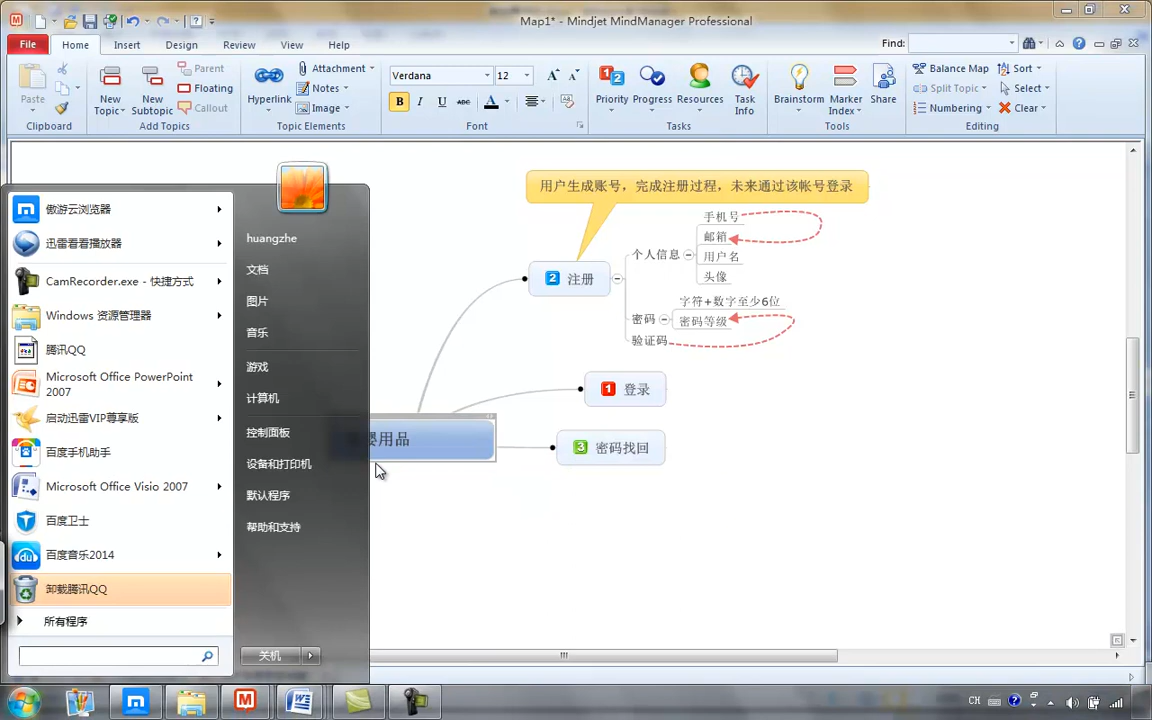 Map1* - Mindjet MindManager Professional
File
Home
Insert
Design
Review
View
Help
Find:
Paste
Clipboard
New
Topic
New
Subtopic
Parent
Floating
Callout
Add Topics
Hyperlink
Attachment
Notes
Image
Topic Elements
Verdana
12
B
I
U
ABC
A
Font
Priority
Progress
Resources
Task
Info
Tasks
Brainstorm
Marker
Index
Share
Tools
Balance Map
Split Topic
Numbering
Sort
Select
Clear
Editing
用户生成账号，完成注册过程，未来通过该帐号登录
手机号
邮箱
用户名
头像
个人信息
2 注册
字符+数字至少6位
密码
密码等级
验证码
1 登录
婴用品
3 密码找回
傲游云浏览器
迅雷看看播放器
CamRecorder.exe - 快捷方式
Windows 资源管理器
腾讯QQ
Microsoft Office PowerPoint
2007
启动迅雷VIP尊享版
百度手机助手
Microsoft Office Visio 2007
百度卫士
百度音乐2014
卸载腾讯QQ
所有程序
huangzhe
文档
图片
音乐
游戏
计算机
控制面板
设备和打印机
默认程序
帮助和支持
关机
CH